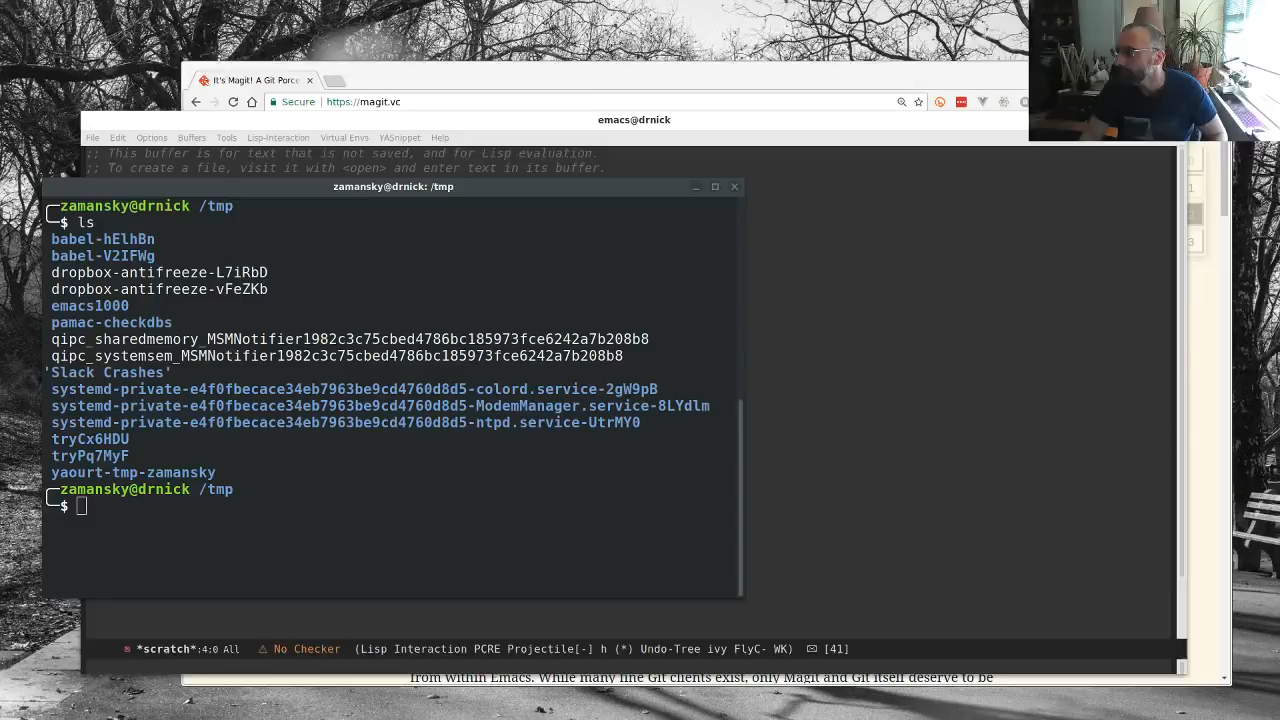 It's Magit! A Git Porce
Secure https://magit.vc
emacs@drnick
File Edit Options Buffers Tools Lisp-Interaction Virtual Envs YASnippet Help
;; This buffer is for text that is not saved, and for Lisp evaluation.
;; To create a file, visit it with <open> and enter text in its buffer.
zamansky@drnick: /tmp
zamansky@drnick /tmp
$ ls
babel-hElhBn
babel-V2IFWg
dropbox-antifreeze-L7iRbD
dropbox-antifreeze-vFeZKb
emacs1000
pamac-checkdbs
qipc_sharedmemory_MSMNotifier1982c3c75cbed4786bc185973fce6242a7b208b8
qipc_systemsem_MSMNotifier1982c3c75cbed4786bc185973fce6242a7b208b8
'Slack Crashes'
systemd-private-e4f0fbecace34eb7963be9cd4760d8d5-colord.service-2gW9pB
systemd-private-e4f0fbecace34eb7963be9cd4760d8d5-ModemManager.service-8LYdlm
systemd-private-e4f0fbecace34eb7963be9cd4760d8d5-ntpd.service-UtrMY0
tryCx6HDU
tryPq7MyF
yaourt-tmp-zamansky
zamansky@drnick /tmp
$
0
1
2
3
*scratch*:4:0 All No Checker (Lisp Interaction PCRE Projectile[-] h (*) Undo-Tree ivy FlyC- WK) [41]
from within Emacs. While many fine Git clients exist, only Magit and Git itself deserve to be